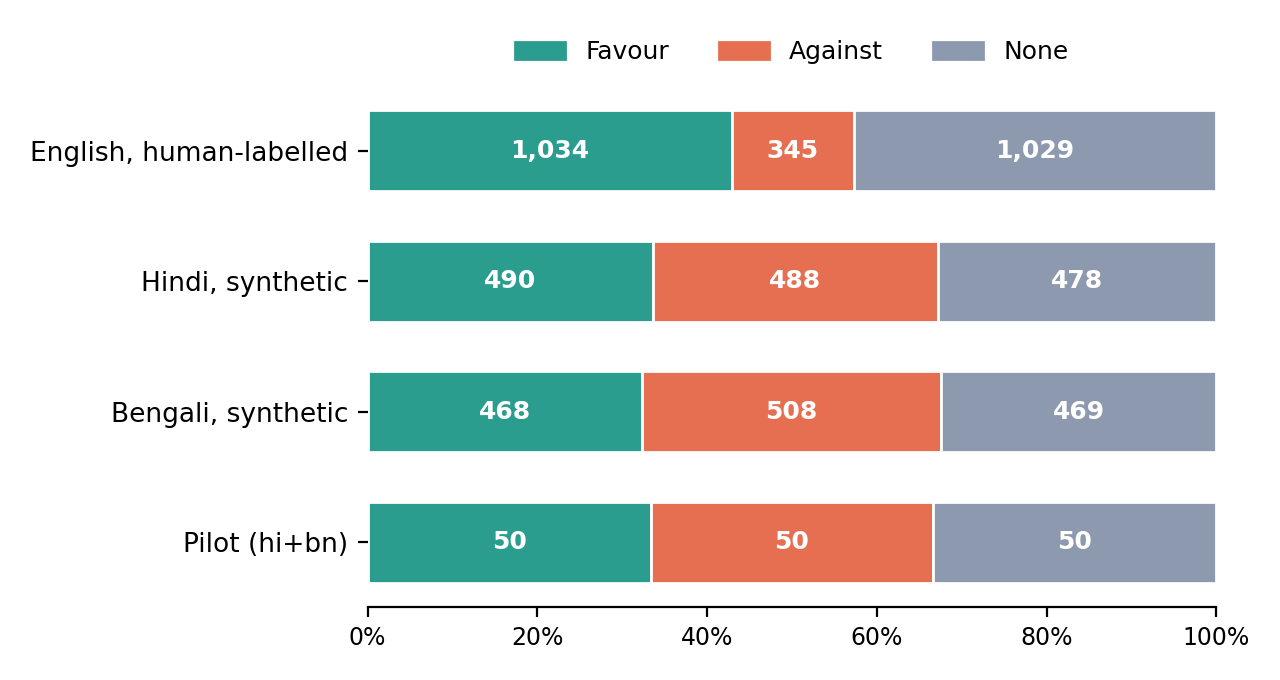 Favour Against None
English, human-labelled 1,034 345 1,029
Hindi, synthetic 490 488 478
Bengali, synthetic 468 508 469
Pilot (hi+bn) 50 50 50
0% 20% 40% 60% 80% 100%